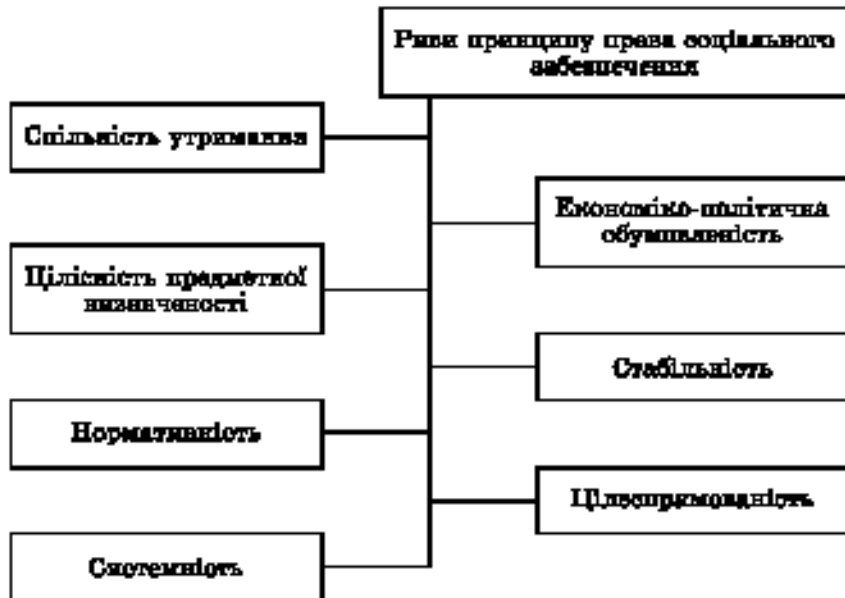 Риси принципу права соціального
забезпечення
Спільність утримання
Економіко-політична
обумовленість
Цілісність предметної
визначеності
Стабільність
Нормативність
Цілеспрямованість
Системність